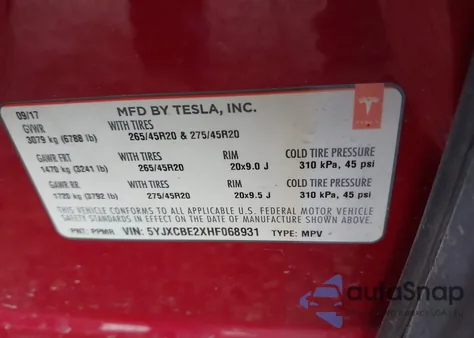 09/17
MFD BY TESLA, INC.
TESLA
GVWR WITH TIRES
3079 kg (6788 lb) 265/45R20 & 275/45R20
GAWR FRT WITH TIRES RIM COLD TIRE PRESSURE
1470 kg (3241 lb) 265/45R20 20x9.0 J 310 kPa, 45 psi
GAWR RR. WITH TIRES RIM COLD TIRE PRESSURE
1720 kg (3792 lb) 275/45R20 20x9.5 J 310 kPa, 45 psi
THIS VEHICLE CONFORMS TO ALL APPLICABLE U.S. FEDERAL MOTOR VEHICLE
SAFETY AND THEFT PREVENTION STANDARDS IN EFFECT ON THE DATE OF
MANUFACTURE SHOWN ABOVE.
PNT: PPMR VIN: 5YJXCBE2XHF068931 TYPE: MPV
autoSnap